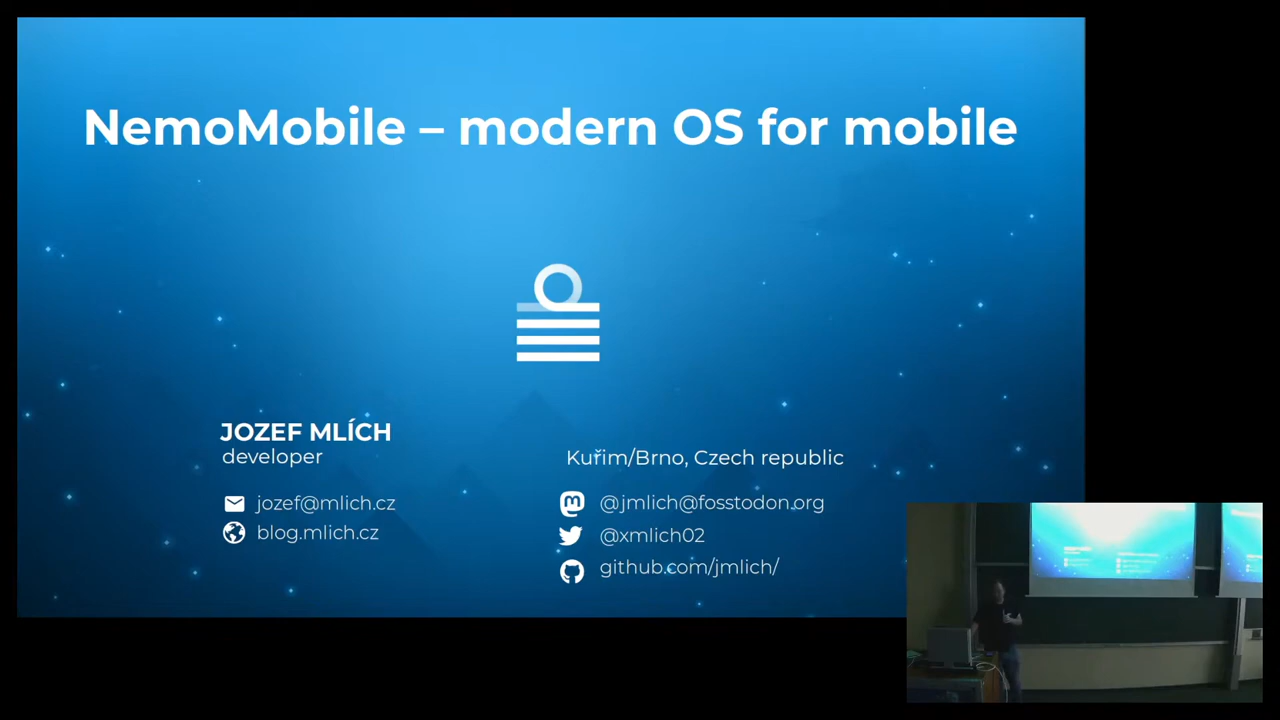 NemoMobile – modern OS for mobile
JOZEF MLÍCH
developer
jozef@mlich.cz
blog.mlich.cz
Kuřim/Brno, Czech republic
@jmlich@fosstodon.org
@xmlich02
github.com/jmlich/